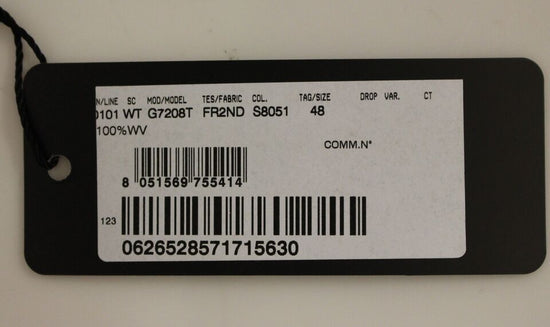 N/LINE SC MOD/MODEL TES/FABRIC COL. TAG/SIZE DROP VAR. CT
0101 WT G7208T FR2ND S8051 48
100%WV
COMM.N*
8 051569 755414
123
0626528571715630